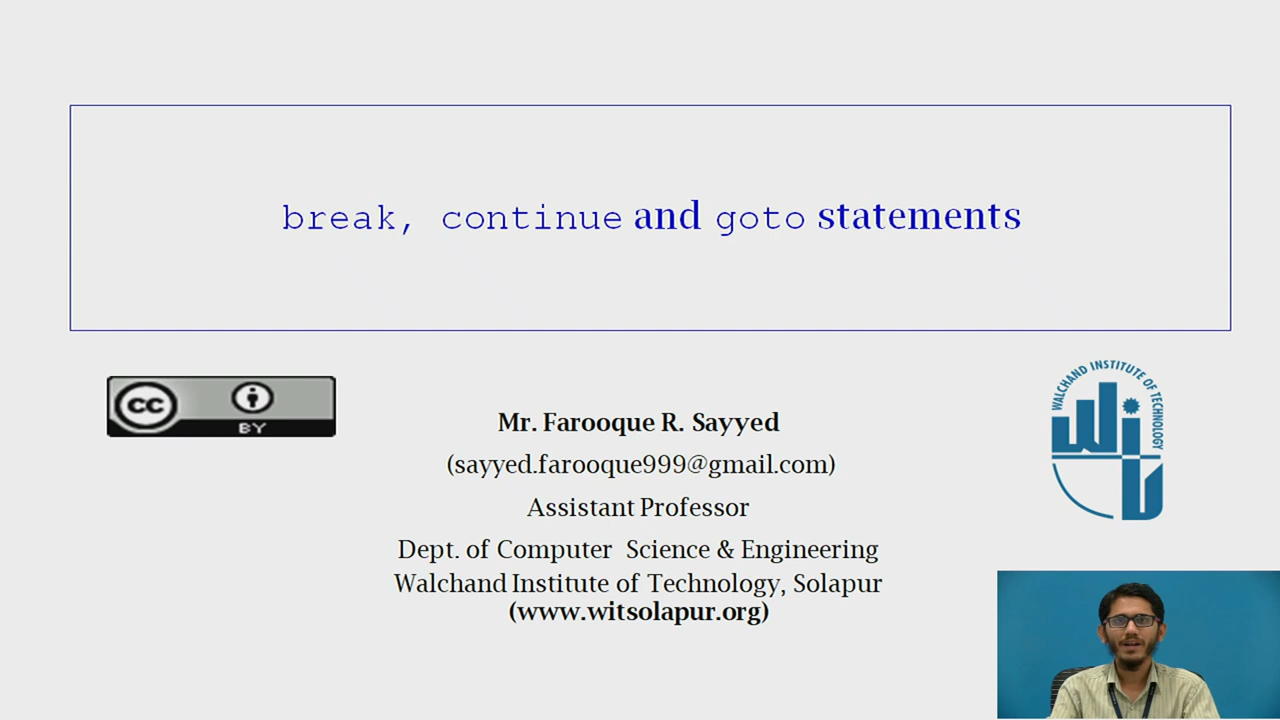 break, continue and goto statements
cc
BY
WALCHAND INSTITUTE OF TECHNOLOGY
Mr. Farooque R. Sayyed
(sayyed.farooque999@gmail.com)
Assistant Professor
Dept. of Computer Science & Engineering
Walchand Institute of Technology, Solapur
(www.witsolapur.org)